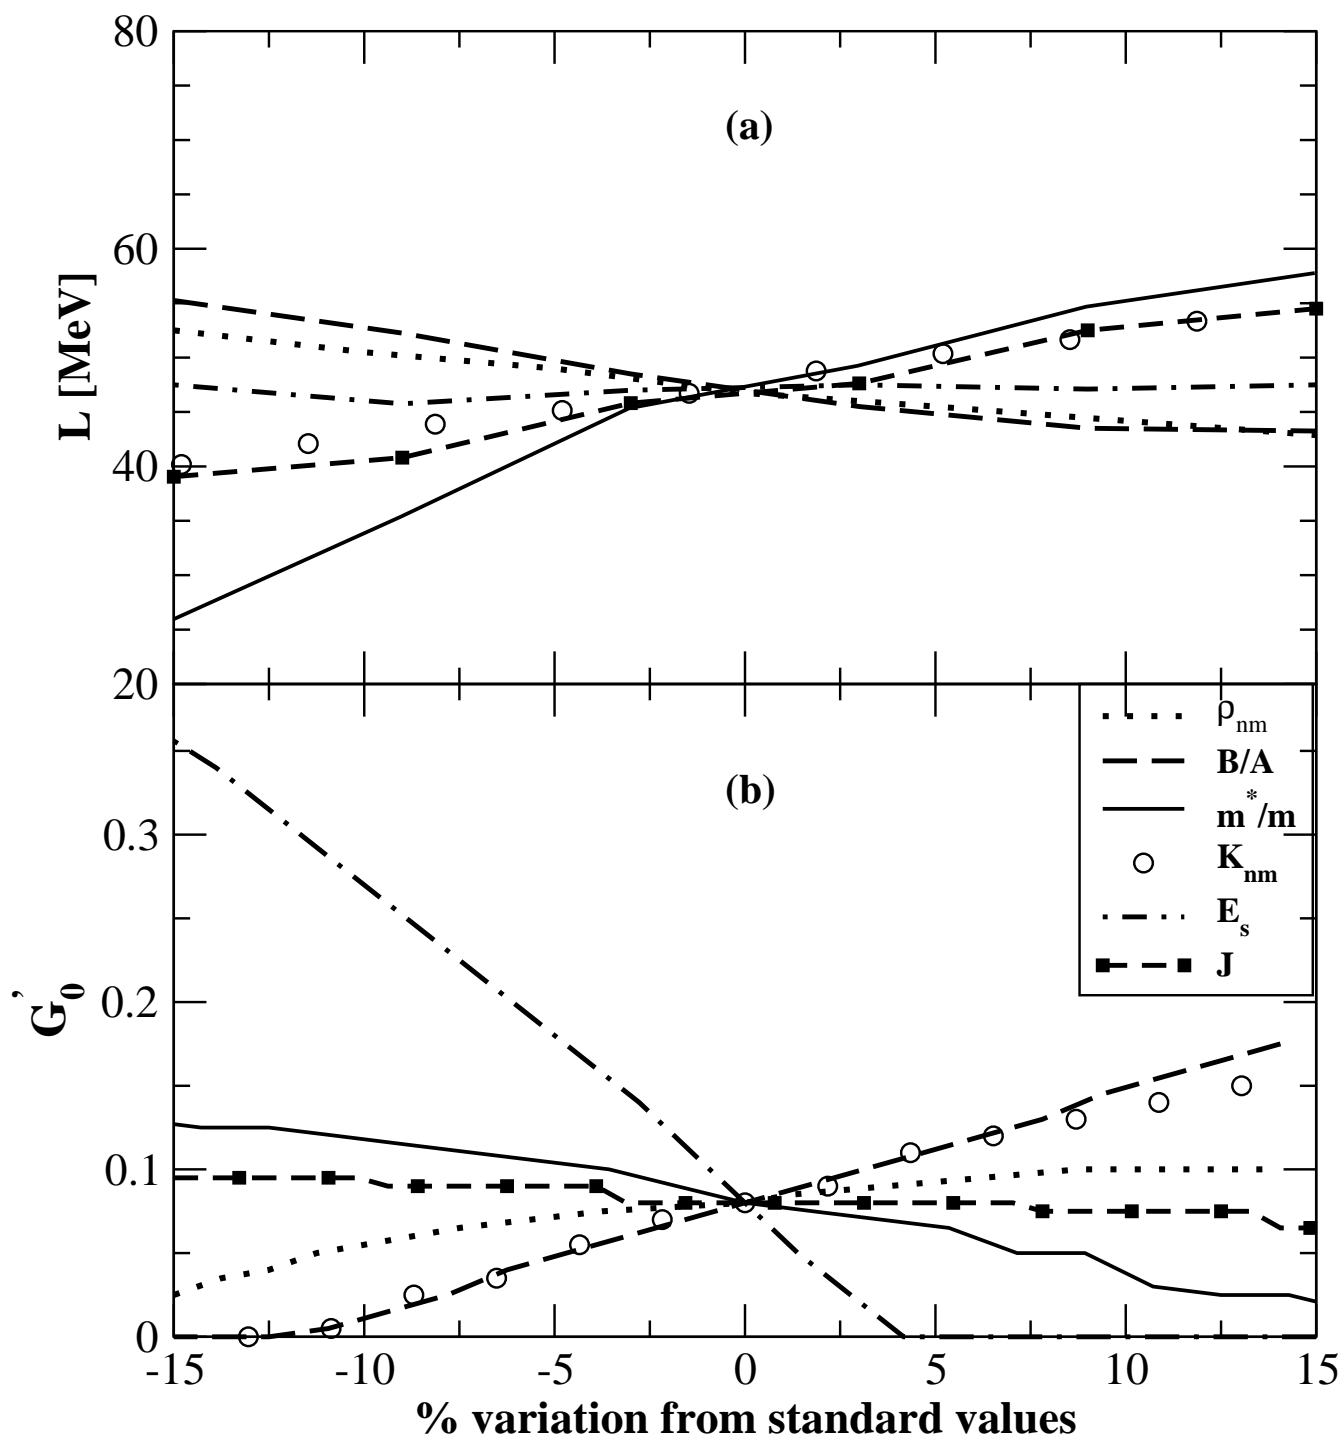 80
(a)
60
L [MeV]
40
20
ρnm
B/A
(b)
m*/m
0.3
Knm
Es
J
0.2
G0'
0.1
0
-15 -10 -5 0 5 10 15
% variation from standard values